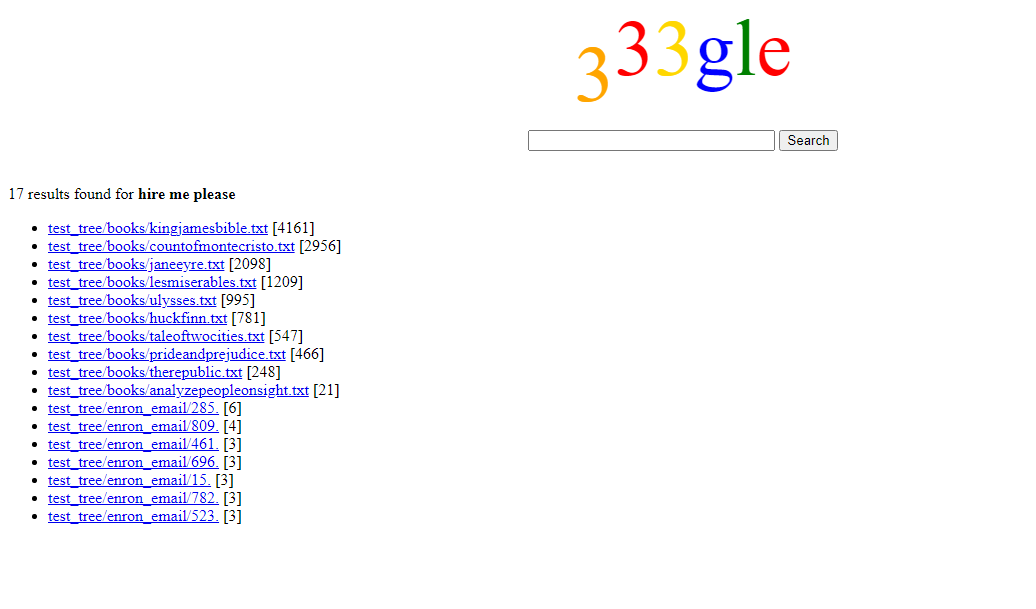 333gle
Search
17 results found for hire me please
test_tree/books/kingjamesbible.txt [4161]
test_tree/books/countofmontecristo.txt [2956]
test_tree/books/janeeyre.txt [2098]
test_tree/books/lesmiserables.txt [1209]
test_tree/books/ulysses.txt [995]
test_tree/books/huckfinn.txt [781]
test_tree/books/taleoftwocities.txt [547]
test_tree/books/prideandprejudice.txt [466]
test_tree/books/therepublic.txt [248]
test_tree/books/analyzepeopleonsight.txt [21]
test_tree/enron_email/285. [6]
test_tree/enron_email/809. [4]
test_tree/enron_email/461. [3]
test_tree/enron_email/696. [3]
test_tree/enron_email/15. [3]
test_tree/enron_email/782. [3]
test_tree/enron_email/523. [3]